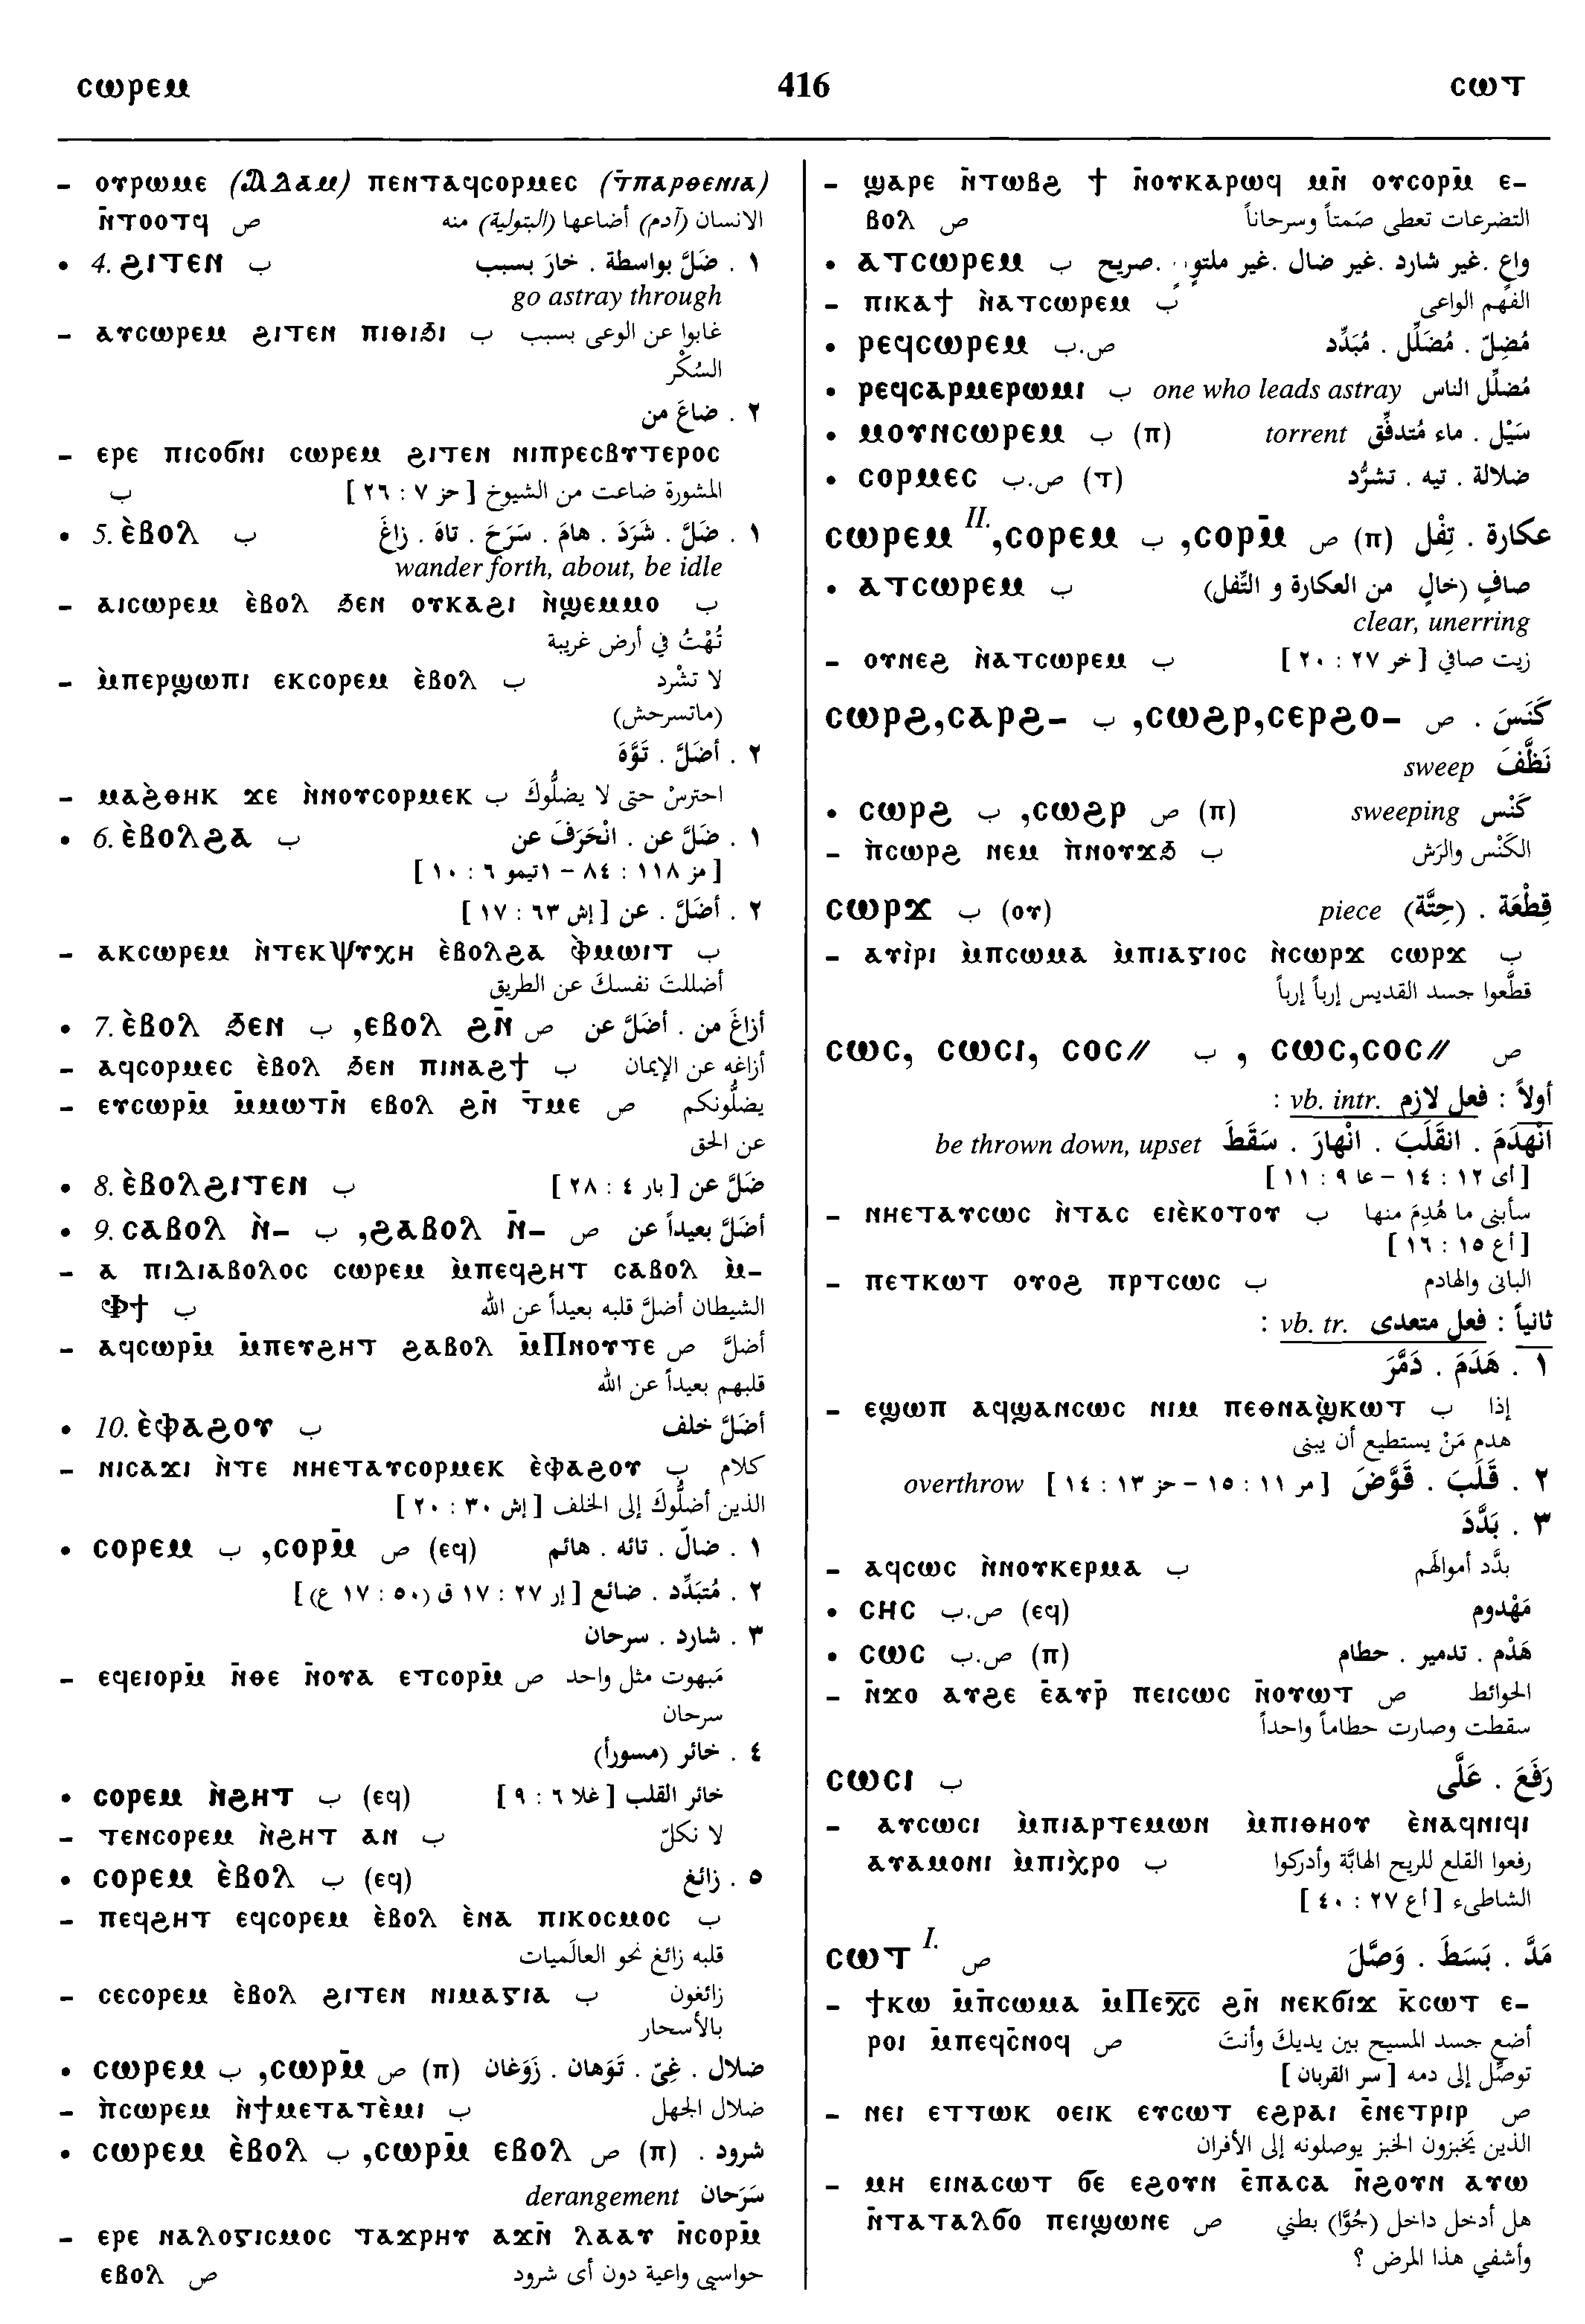 ⲥⲱⲣⲉⲙ 416 ⲥⲱⲧ
– ⲟⲩⲣⲱⲙⲉ (ⲁⲇⲁⲙ) ⲡⲉⲛⲧⲁϥⲥⲟⲣⲙⲉⲥ (ⲧ̄ⲡⲁⲣⲑⲉⲛⲓⲁ)
ⲛ̄ⲧⲟⲟⲧϥ ص الانسان (آدم) أضاعها (البتولية) منه
• 4. ϩⲓⲧⲉⲛ ب ١ . ضَلَّ بواسطة . خارَ بسبب
go astray through
– ⲁⲩⲥⲱⲣⲉⲙ ϩⲓⲧⲉⲛ ⲡⲓⲑⲓϧⲓ ب غابوا عن الوعى بسبب
السُكْر
٢ . ضاعَ من
– ⲉⲣⲉ ⲡⲓⲥⲟϭⲛⲓ ⲥⲱⲣⲉⲙ ϩⲓⲧⲉⲛ ⲛⲓⲡⲣⲉⲥⲃⲩⲧⲉⲣⲟⲥ
ب المشورة ضاعت من الشيوخ [ حز ٧ : ٢٦ ]
• 5. ⲉ̀ⲃⲟⲗ ب ١ . ضَلَّ . شَرَدَ . هامَ . سَرَحَ . تاهَ . زاغَ
wander forth, about, be idle
– ⲁⲓⲥⲱⲣⲉⲙ ⲉ̀ⲃⲟⲗ ϧⲉⲛ ⲟⲩⲕⲁϩⲓ ⲛ̀ϣⲉⲙⲙⲟ ب
تُهْتُ في أرض غريبة
– ⲙ̀ⲡⲉⲣϣⲱⲡⲓ ⲉⲕⲥⲟⲣⲉⲙ ⲉ̀ⲃⲟⲗ ب لا تشْرد
(ماتسرحش)
٢ . أضَلَّ . تَوَّهَ
– ⲙⲁϩ̀ⲑⲏⲕ ϫⲉ ⲛ̀ⲛⲟⲩⲥⲟⲣⲙⲉⲕ ب احترسْ حتى لا يضلُّوكَ
• 6. ⲉ̀ⲃⲟⲗϩⲁ ب ١ . ضَلَّ عن . انْحَرَفَ عن
[ مز ١١٨ : ٨٤ – ١تيمو ٦ : ١٠ ]
٢ . أضَلَّ . عن [ إش ٦٣ : ١٧ ]
– ⲁⲕⲥⲱⲣⲉⲙ ⲛ̀ⲧⲉⲕⲯⲩⲭⲏ ⲉ̀ⲃⲟⲗϩⲁ ⲫ̀ⲙⲱⲓⲧ ب
أضللتَ نفسكَ عن الطريق
• 7. ⲉ̀ⲃⲟⲗ ϧⲉⲛ ب ,ⲉⲃⲟⲗ ϩⲛ̄ ص أزاغَ من . أضَلَّ عن
– ⲁϥⲥⲟⲣⲙⲉⲥ ⲉ̀ⲃⲟⲗ ϧⲉⲛ ⲡⲓⲛⲁϩϯ ب أزاغه عن الإيمان
– ⲉⲩⲥⲱⲣⲙ̄ ⲙ̄ⲙⲱⲧⲛ̄ ⲉⲃⲟⲗ ϩⲛ̄ ⲧ̄ⲙⲉ ص يضلُّونكم
عن الحق
• 8. ⲉ̀ⲃⲟⲗϩⲓⲧⲉⲛ ب ضَلَّ عن [ بار ٤ : ٢٨ ]
• 9. ⲥⲁⲃⲟⲗ ⲛ̀– ب ,ϩⲁⲃⲟⲗ ⲛ̄– ص أضَلَّ بعيداً عن
– ⲁ ⲡⲓⲇⲓⲁⲃⲟⲗⲟⲥ ⲥⲱⲣⲉⲙ ⲙ̀ⲡⲉϥϩⲏⲧ ⲥⲁⲃⲟⲗ ⲙ̀–
ⲫϯ ب الشيطان أضلَّ قلبه بعيداً عن الله
– ⲁϥⲥⲱⲣⲙ̄ ⲙ̄ⲡⲉⲩϩⲏⲧ ϩⲁⲃⲟⲗ ⲙ̄Ⲡⲛⲟⲩⲧⲉ ص أضلَّ
قلبهم بعيداً عن الله
• 10. ⲉ̀ⲫⲁϩⲟⲩ ب أضلَّ خلف
– ⲛⲓⲥⲁϫⲓ ⲛ̀ⲧⲉ ⲛⲏⲉⲧⲁⲩⲥⲟⲣⲙⲉⲕ ⲉ̀ⲫⲁϩⲟⲩ ب كلام
الذين أضلُّوكَ إلى الخلف [ إش ٣٠ : ٢٠ ]
• ⲥⲟⲣⲉⲙ ب ,ⲥⲟⲣⲙ̄ ص (ⲉϥ) ١ . ضالّ . تائه . هائم
٢ . مُتبَدِّد . ضائع [ إر ٢٧ : ١٧ ق (٥٠ : ١٧ ع) ]
٣ . شارد . سرحان
– ⲉϥⲉⲓⲟⲣⲙ̄ ⲛ̄ⲑⲉ ⲛ̄ⲟⲩⲁ ⲉⲧⲥⲟⲣⲙ̄ ص مَبهوت مثل واحد
سرحان
٤ . خائر (مسورأ)
• ⲥⲟⲣⲉⲙ ⲛ̀ϩⲏⲧ ب (ⲉϥ) خائر القلب [ غلا ٦ : ٩ ]
– ⲧⲉⲛⲥⲟⲣⲉⲙ ⲛ̀ϩⲏⲧ ⲁⲛ ب لا نكلّ
• ⲥⲟⲣⲉⲙ ⲉ̀ⲃⲟⲗ ب (ⲉϥ) ٥ . زائغ
– ⲡⲉϥϩⲏⲧ ⲉϥⲥⲟⲣⲉⲙ ⲉ̀ⲃⲟⲗ ⲉ̀ⲛⲁ ⲡⲓⲕⲟⲥⲙⲟⲥ ب
قلبه زائغ نحو العالَميات
– ⲥⲉⲥⲟⲣⲉⲙ ⲉ̀ⲃⲟⲗ ϩⲓⲧⲉⲛ ⲛⲓⲙⲁⲅⲓⲁ ب زائغون
بالأسحار
• ⲥⲱⲣⲉⲙ ب ,ⲥⲱⲣⲙ̄ ص (ⲡ) ضلال . غِىّ . تَوَهان . زَوَغان
– ⲡ̀ⲥⲱⲣⲉⲙ ⲛ̀ϯⲙⲉⲧⲁⲧⲉ̀ⲙⲓ ب ضلال الجهل
• ⲥⲱⲣⲉⲙ ⲉ̀ⲃⲟⲗ ب ,ⲥⲱⲣⲙ̄ ⲉⲃⲟⲗ ص (ⲡ) شرود .
derangement سَرَحان
– ⲉⲣⲉ ⲛⲁⲗⲟⲅⲓⲥⲙⲟⲥ ⲧⲁϫⲣⲏⲩ ⲁϫⲛ̄ ⲗⲁⲁⲩ ⲛ̄ⲥⲟⲣⲙ̄
ⲉⲃⲟⲗ ص حواسيى واعية دون أى شرود
– ϣⲁⲣⲉ ⲛ̄ⲧⲱⲃϩ ϯ ⲛ̄ⲟⲩⲕⲁⲣⲱϥ ⲙⲛ̄ ⲟⲩⲥⲟⲣⲙ̄ ⲉ–
ⲃⲟⲗ ص التضرعات تعطى صَمتاً وسرحاناً
• ⲁⲧⲥⲱⲣⲉⲙ ب واعٍ .غير شارد .غير ضال .غير ملتوٍ .صريح
– ⲡⲓⲕⲁϯ ⲛ̀ⲁⲧⲥⲱⲣⲉⲙ ب الفهم الواعى
• ⲣⲉϥⲥⲱⲣⲉⲙ ص.ب مُضِلّ . مُضَلِّل . مُبَدِّد
• ⲣⲉϥⲥⲁⲣⲙⲉⲣⲱⲙⲓ ب one who leads astray مُضلِّل الناس
• ⲙⲟⲩⲛⲥⲱⲣⲉⲙ ب (ⲡ) torrent سَيْل . ماء مُتدفِّق
• ⲥⲟⲣⲙⲉⲥ ص.ب (ⲧ) ضلالة . تيه . تشرُّد
ⲥⲱⲣⲉⲙ II. ,ⲥⲟⲣⲉⲙ ب ,ⲥⲟⲣⲙ̄ ص (ⲡ) عكارة . تِفْل
• ⲁⲧⲥⲱⲣⲉⲙ ب صافٍ (خالٍ من العكارة و التِّفل)
clear, unerring
– ⲟⲩⲛⲉϩ ⲛ̀ⲁⲧⲥⲱⲣⲉⲙ ب زيت صافي [ خر ٢٧ : ٢٠ ]
ⲥⲱⲣϩ,ⲥⲁⲣϩ– ب ,ⲥⲱϩⲣ,ⲥⲉⲣϩⲟ– ص كَنَسَ .
sweep نَظَّفَ
• ⲥⲱⲣϩ ب ,ⲥⲱϩⲣ ص (ⲡ) sweeping كَنْس
– ⲡ̀ⲥⲱⲣϩ ⲛⲉⲙ ⲡ̀ⲛⲟⲩϫϧ ب الكَنْس والرَش
ⲥⲱⲣϫ ب (ⲟⲩ) piece قِطْعَة . (حِتَّة)
– ⲁⲩⲓ̀ⲣⲓ ⲙ̀ⲡⲥⲱⲙⲁ ⲙ̀ⲡⲓⲁⲅⲓⲟⲥ ⲛ̀ⲥⲱⲣϫ ⲥⲱⲣϫ ب
قطَّعوا جسد القديس إرباً إرباً
ⲥⲱⲥ, ⲥⲱⲥⲓ, ⲥⲟⲥ// ب , ⲥⲱⲥ,ⲥⲟⲥ// ص
أولاً : فعل لازم vb. intr. :
انْهدَمَ . انقَلَبَ . انْهارَ . سَقَطَ be thrown down, upset
[ أى ١٢ : ١٤ – عا ٩ : ١١ ]
– ⲛⲏⲉⲧⲁⲩⲥⲱⲥ ⲛ̀ⲧⲁⲥ ⲉⲓⲉ̀ⲕⲟⲧⲟⲩ ب سأبنى ما هُدِمَ منها
[ أع ١٥ : ١٦ ]
– ⲡⲉⲧⲕⲱⲧ ⲟⲩⲟϩ ⲡⲣⲧⲥⲱⲥ ب البانى والهادم
ثانياً : فعل متعدى vb. tr. :
١ . هَدَمَ . دَمَّرَ
– ⲉϣⲱⲡ ⲁϥϣⲁⲛⲥⲱⲥ ⲛⲓⲙ ⲡⲉⲑⲛⲁϣ̀ⲕⲱⲧ ب إذا
هدم مَنْ يستطيع أن يبنى
٢ . قَلَبَ . قَوَّضَ [ مر ١١ : ١٥ – حز ١٣ : ١٤ ] overthrow
٣ . بَدَّدَ
– ⲁϥⲥⲱⲥ ⲛ̀ⲛⲟⲩⲕⲉⲣⲙⲁ ب بدَّد أموالَهم
• ⲥⲏⲥ ص.ب (ⲉϥ) مَهْدوم
• ⲥⲱⲥ ص.ب (ⲡ) هَدْم . تدمير . حطام
– ⲛ̄ϫⲟ ⲁⲩϩⲉ ⲉ̄ⲁⲩⲣ̄ ⲡⲉⲓⲥⲱⲥ ⲛ̄ⲟⲩⲱⲧ ص الحوائط
سقطت وصارت حطاماً واحداً
ⲥⲱⲥⲓ ب رَفَعَ . عَلَّى
– ⲁⲩⲥⲱⲥⲓ ⲙ̀ⲡⲓⲁⲣⲧⲉⲙⲱⲛ ⲙ̀ⲡⲓⲑⲏⲟⲩ ⲉ̀ⲛⲁϥⲛⲓϥⲓ
ⲁⲩⲁⲙⲟⲛⲓ ⲙ̀ⲡⲓⲭ̀ⲣⲟ ب رفعوا القلع للريح الهابَّة وأدركوا
الشاطىء [ أع ٢٧ : ٤٠ ]
ⲥⲱⲧ I. ص مَدَّ . بَسَطَ . وَصَّلَ
– ϯⲕⲱ ⲙ̄ⲡⲥⲱⲙⲁ ⲙ̄Ⲡⲉⲭ̅ⲥ̅ ϩⲛ̄ ⲛⲉⲕϭⲓϫ ⲕ̄ⲥⲱⲧ ⲉ–
ⲣⲟⲓ ⲙ̄ⲡⲉϥⲥ̄ⲛⲟϥ ص أضع جسد المسيح بين يديكَ وأنتَ
توصِّل إلى دمه [ سر القربان ]
– ⲛⲉⲓ ⲉⲧⲧⲱⲕ ⲟⲉⲓⲕ ⲉⲩⲥⲱⲧ ⲉϩⲣⲁⲓ ⲉ̄ⲛⲉⲧⲣⲓⲣ ص
الذين يَخبزون الخبز يوصلونه إلى الأفران
– ⲙⲏ ⲉⲓⲛⲁⲥⲱⲧ ϭⲉ ⲉϩⲟⲩⲛ ⲉ̄ⲡⲁⲥⲁ ⲛ̄ϩⲟⲩⲛ ⲁⲩⲱ
ⲛ̄ⲧⲁⲧⲁⲗϭⲟ ⲡⲉⲓϣⲱⲛⲉ ص هل أدخل داخل (جُوَّا) بطني
وأشفي هذا المرض ؟